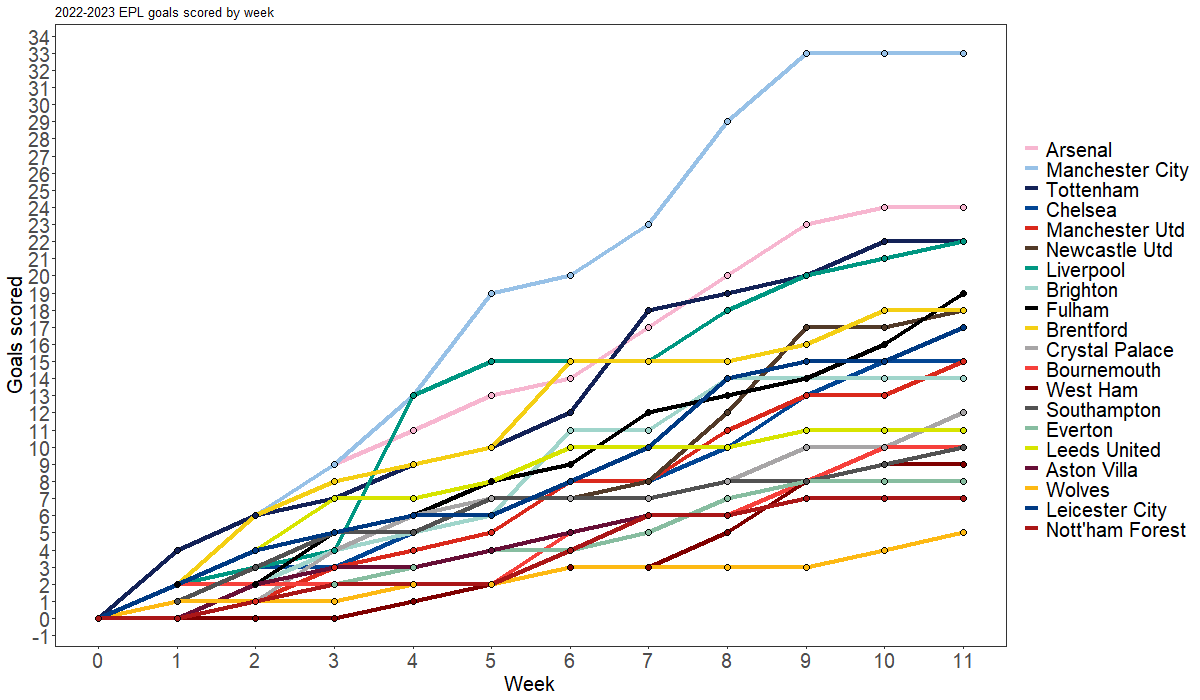 2022-2023 EPL goals scored by week
34
33
32
31
30
29
28
27
26
25
24
23
22
21
20
19
18
17
16
15
14
13
12
11
10
9
8
7
6
5
4
3
2
1
0
-1
Goals scored
0 1 2 3 4 5 6 7 8 9 10 11
Week
Arsenal
Manchester City
Tottenham
Chelsea
Manchester Utd
Newcastle Utd
Liverpool
Brighton
Fulham
Brentford
Crystal Palace
Bournemouth
West Ham
Southampton
Everton
Leeds United
Aston Villa
Wolves
Leicester City
Nott'ham Forest